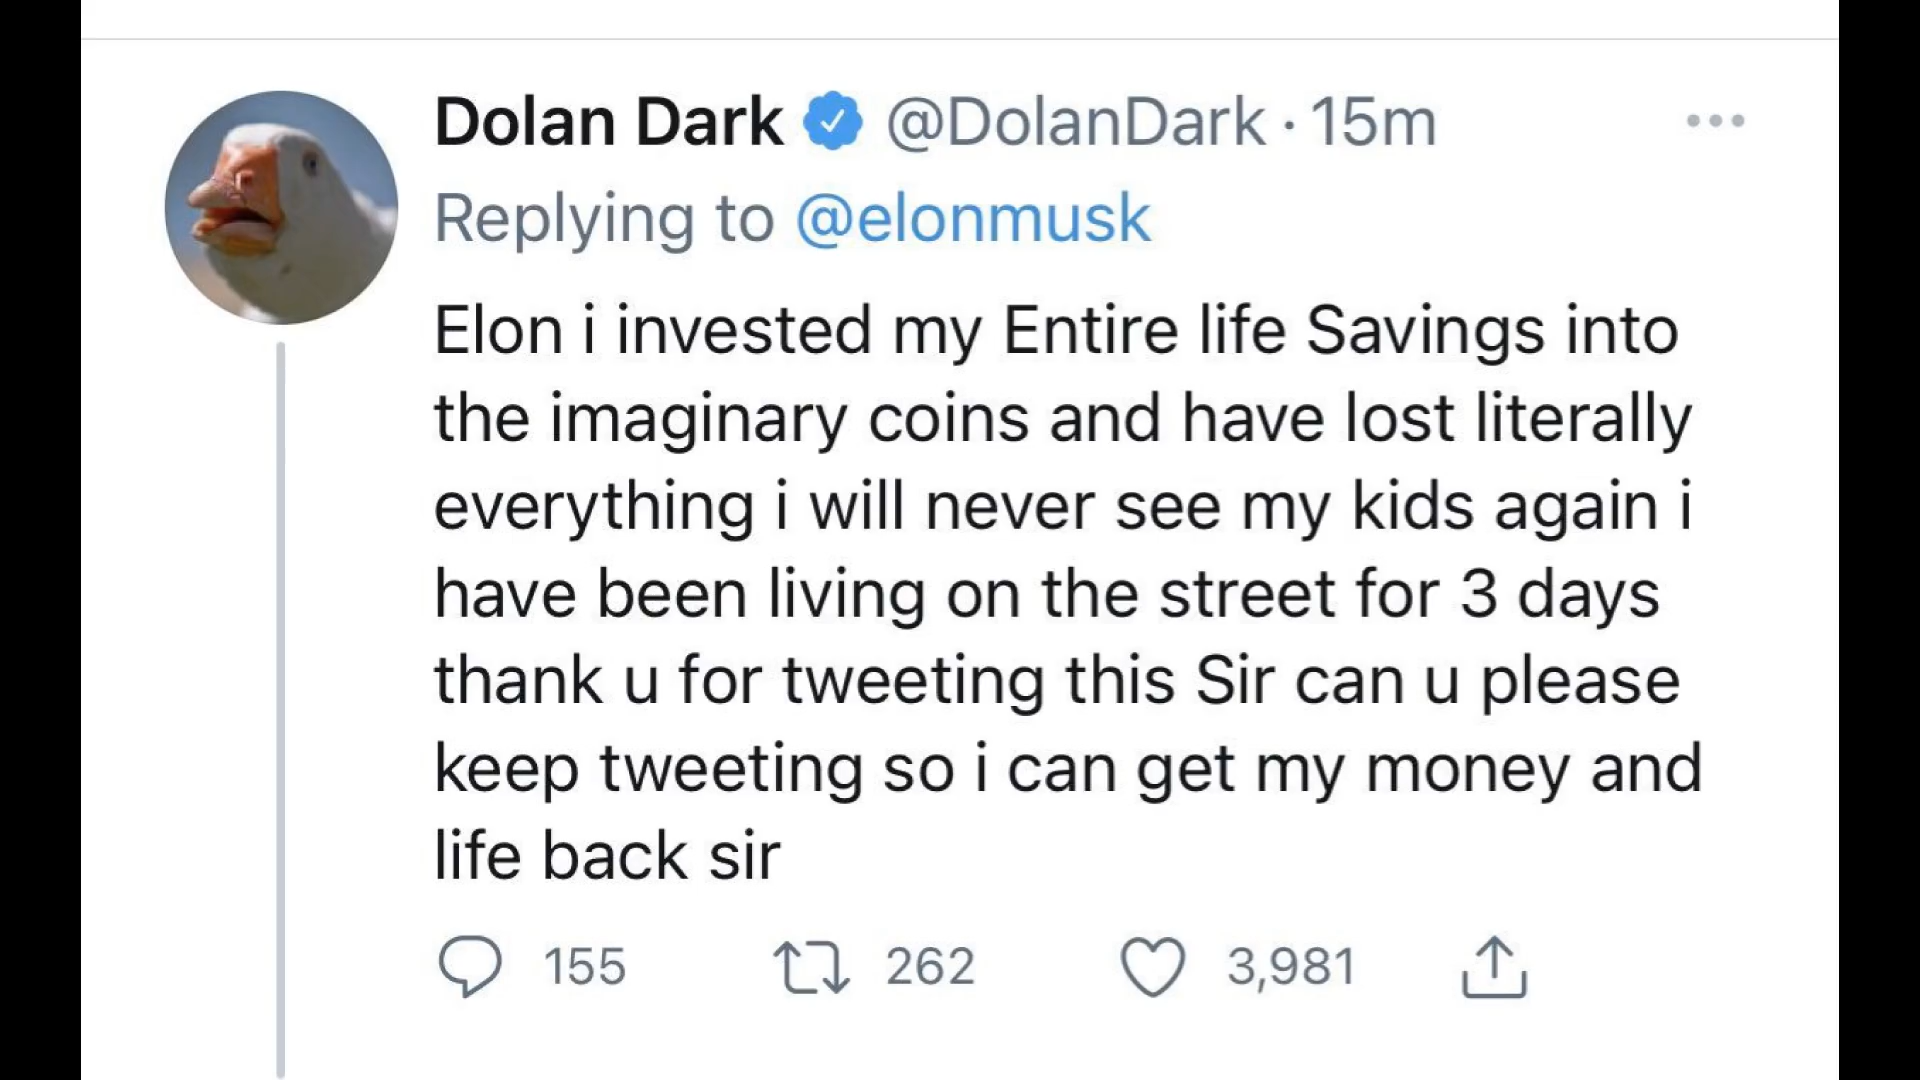 Dolan Dark @DolanDark · 15m
Replying to @elonmusk
Elon i invested my Entire life Savings into
the imaginary coins and have lost literally
everything i will never see my kids again i
have been living on the street for 3 days
thank u for tweeting this Sir can u please
keep tweeting so i can get my money and
life back sir
155 262 3,981